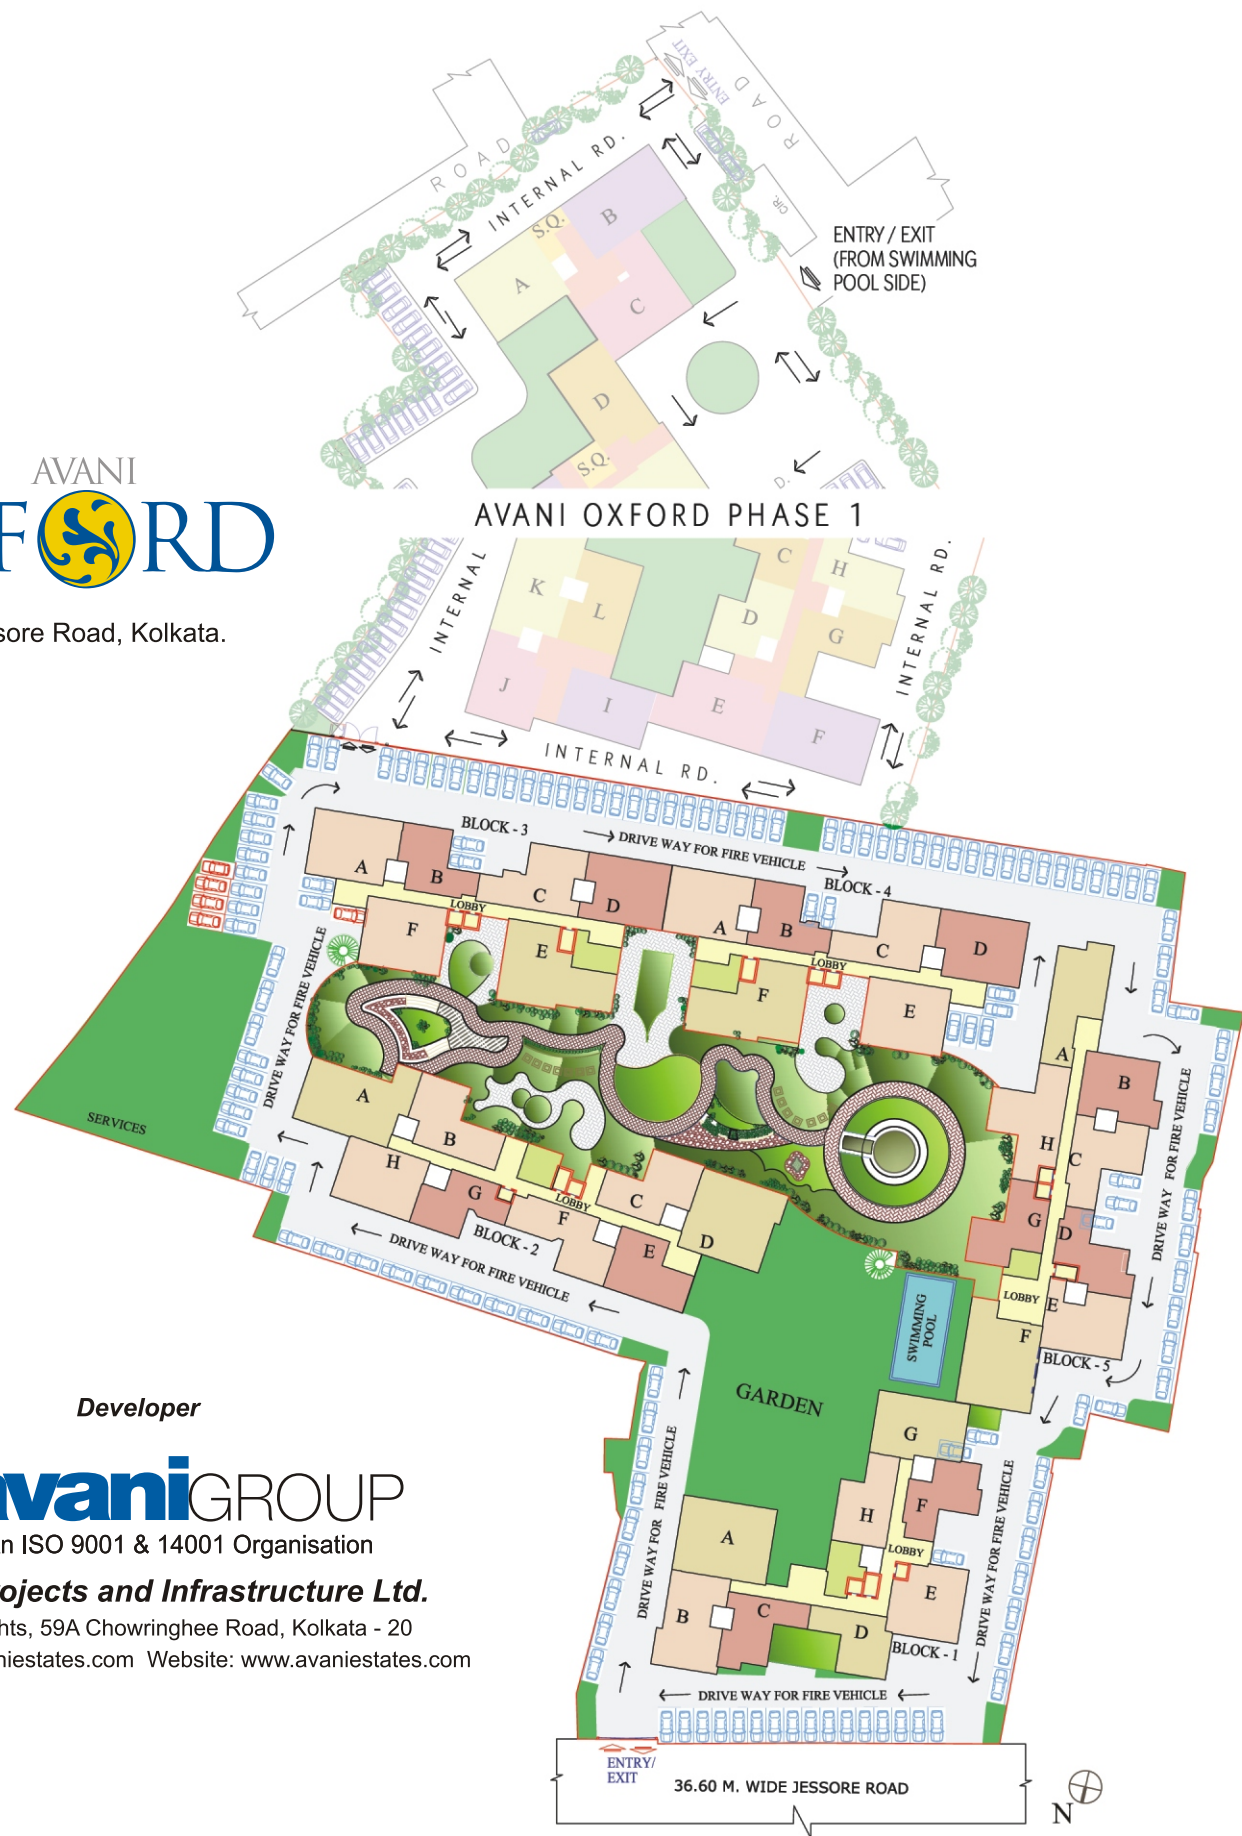 ENTRY EXIT
ENTRY EXIT
ROAD
ROAD
INTERNAL RD.
CIR.
S.Q.
B
A
C
ENTRY / EXIT
(FROM SWIMMING
POOL SIDE)
D
S.Q.
D.
AVANI
F RD
sore Road, Kolkata.
AVANI OXFORD PHASE 1
INTERNAL
K
L
C
H
D
G
J
I
E
F
INTERNAL RD.
INTERNAL RD.
BLOCK - 3
DRIVE WAY FOR FIRE VEHICLE
BLOCK - 4
A
B
C
D
A
B
C
D
LOBBY
LOBBY
F
E
F
E
DRIVE WAY FOR FIRE VEHICLE
SERVICES
A
B
H
G
LOBBY
F
C
D
E
BLOCK - 2
DRIVE WAY FOR FIRE VEHICLE
A
B
H
C
G
D
LOBBY
E
F
BLOCK - 5
DRIVE WAY FOR FIRE VEHICLE
SWIMMING
POOL
GARDEN
Developer
avaniGROUP
n ISO 9001 & 14001 Organisation
ojects and Infrastructure Ltd.
hts, 59A Chowringhee Road, Kolkata - 20
niestates.com Website: www.avaniestates.com
DRIVE WAY FOR FIRE VEHICLE
G
H
F
A
LOBBY
E
B
C
D
BLOCK - 1
DRIVE WAY FOR FIRE VEHICLE
DRIVE WAY FOR FIRE VEHICLE
ENTRY/
EXIT
36.60 M. WIDE JESSORE ROAD
N